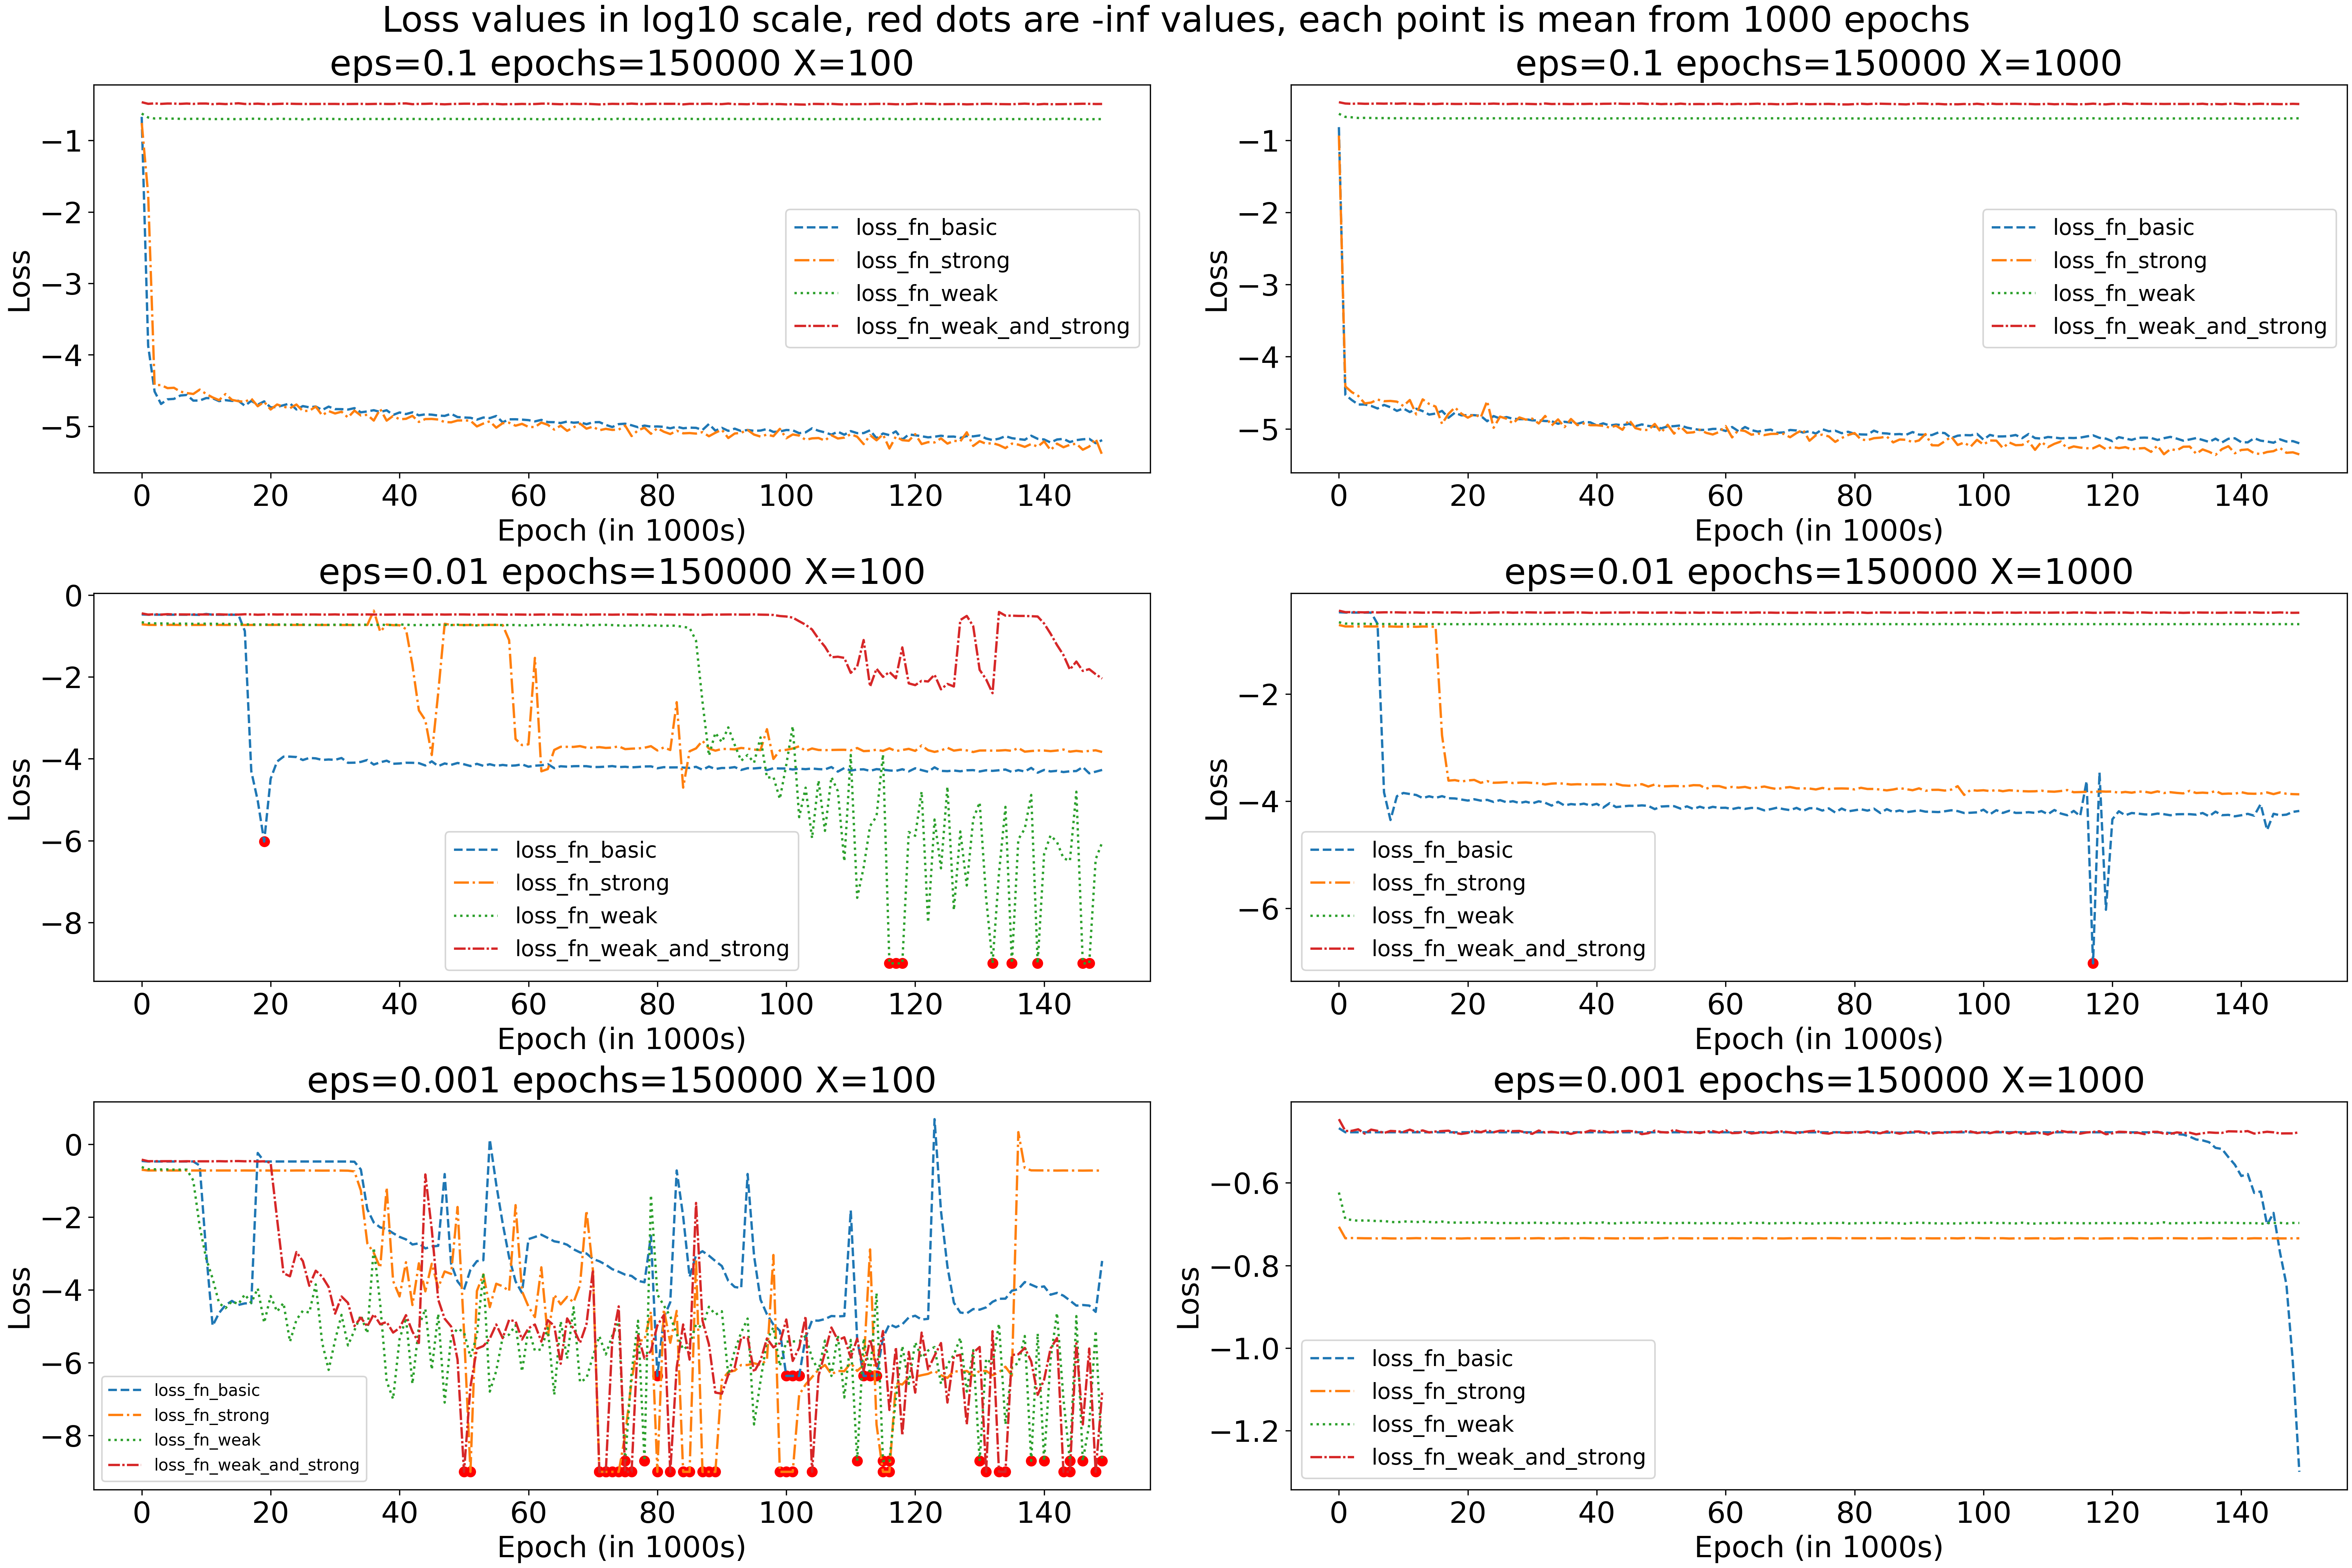 Loss values in log10 scale, red dots are -inf values, each point is mean from 1000 epochs
eps=0.1 epochs=150000 X=100
−1
−2
−3
−4
−5
Loss
loss_fn_basic
loss_fn_strong
loss_fn_weak
loss_fn_weak_and_strong
0 20 40 60 80 100 120 140
Epoch (in 1000s)
eps=0.1 epochs=150000 X=1000
−1
−2
−3
−4
−5
Loss
loss_fn_basic
loss_fn_strong
loss_fn_weak
loss_fn_weak_and_strong
0 20 40 60 80 100 120 140
Epoch (in 1000s)
eps=0.01 epochs=150000 X=100
0
−2
−4
−6
−8
Loss
loss_fn_basic
loss_fn_strong
loss_fn_weak
loss_fn_weak_and_strong
0 20 40 60 80 100 120 140
Epoch (in 1000s)
eps=0.01 epochs=150000 X=1000
−2
−4
−6
Loss
loss_fn_basic
loss_fn_strong
loss_fn_weak
loss_fn_weak_and_strong
0 20 40 60 80 100 120 140
Epoch (in 1000s)
eps=0.001 epochs=150000 X=100
0
−2
−4
−6
−8
Loss
loss_fn_basic
loss_fn_strong
loss_fn_weak
loss_fn_weak_and_strong
0 20 40 60 80 100 120 140
Epoch (in 1000s)
eps=0.001 epochs=150000 X=1000
−0.6
−0.8
−1.0
−1.2
Loss
loss_fn_basic
loss_fn_strong
loss_fn_weak
loss_fn_weak_and_strong
0 20 40 60 80 100 120 140
Epoch (in 1000s)